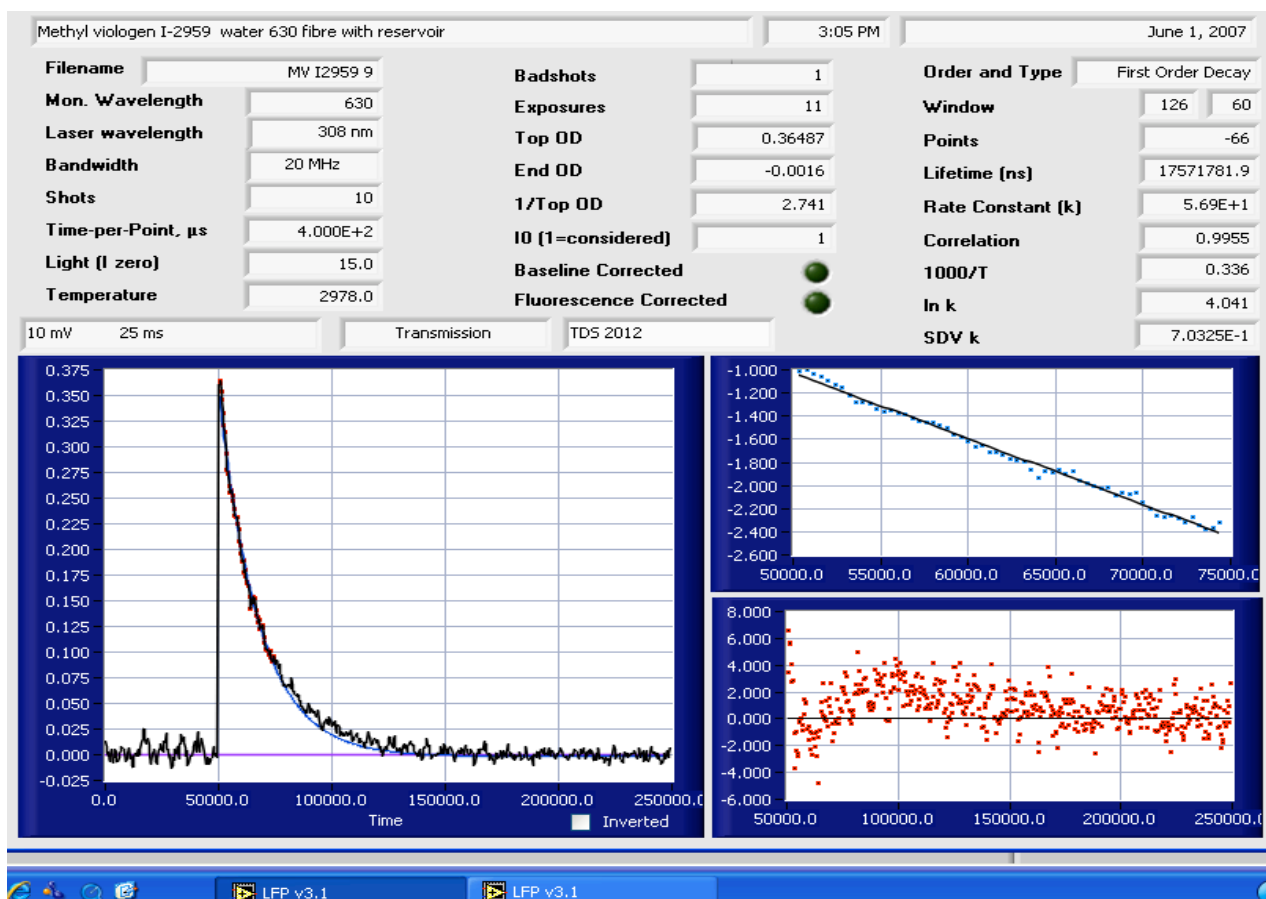 Methyl viologen I-2959 water 630 fibre with reservoir 3:05 PM June 1, 2007
Filename MV I2959 9
Mon. Wavelength 630
Laser wavelength 308 nm
Bandwidth 20 MHz
Shots 10
Time-per-Point, µs 4.000E+2
Light (I zero) 15.0
Temperature 2978.0
Badshots 1
Exposures 11
Top OD 0.36487
End OD -0.0016
1/Top OD 2.741
I0 (1=considered) 1
Baseline Corrected
Fluorescence Corrected
Order and Type First Order Decay
Window 126 60
Points -66
Lifetime (ns) 17571781.9
Rate Constant (k) 5.69E+1
Correlation 0.9955
1000/T 0.336
ln k 4.041
SDV k 7.0325E-1
10 mV 25 ms Transmission TDS 2012
0.375
0.350
0.325
0.300
0.275
0.250
0.225
0.200
0.175
0.150
0.125
0.100
0.075
0.050
0.025
0.000
-0.025
0.0 50000.0 100000.0 150000.0 200000.0 250000.0
Time
Inverted
-1.000
-1.200
-1.400
-1.600
-1.800
-2.000
-2.200
-2.400
-2.600
50000.0 55000.0 60000.0 65000.0 70000.0 75000.0
8.000
6.000
4.000
2.000
0.000
-2.000
-4.000
-6.000
50000.0 100000.0 150000.0 200000.0 250000.0
LFP v3.1 LFP v3.1